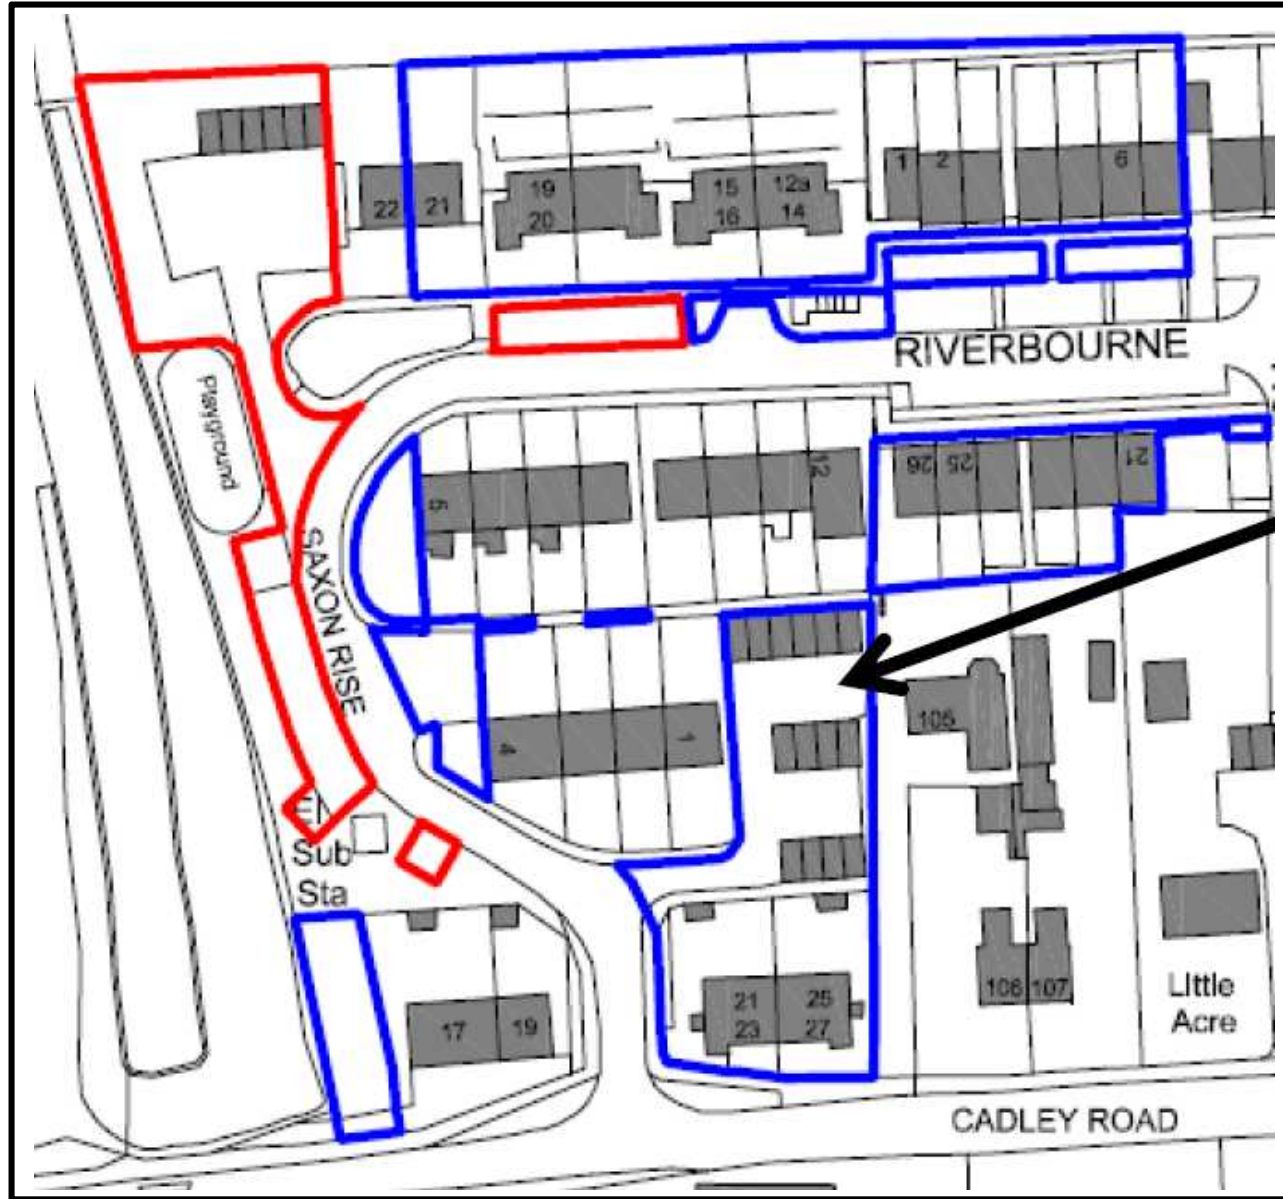 22 21
19
20
15 12a
16 14
1 2 6
RIVERBOURNE
Playground
5
12
26 25 21
SAXON RISE
4 1
105
El
Sub
Sta
17 19
21 25
23 27
106 107
Little
Acre
CADLEY ROAD